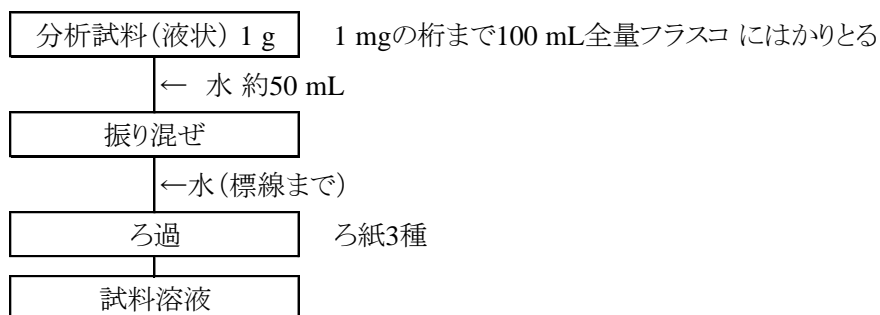 分析試料(液状) 1 g 1 mgの桁まで100 mL全量フラスコ にはかりとる
← 水 約50 mL
振り混ぜ
←水(標線まで)
ろ過 ろ紙3種
試料溶液